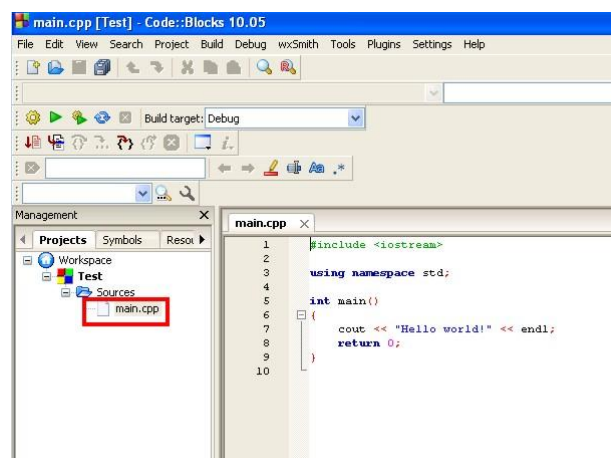 main.cpp [Test] - Code::Blocks 10.05
File Edit View Search Project Build Debug wxSmith Tools Plugins Settings Help
Build target: Debug
Management
Projects Symbols Resou
main.cpp
Workspace
Test
Sources
main.cpp
1 #include <iostream>
2
3 using namespace std;
4
5 int main()
6 {
7 cout << "Hello world!" << endl;
8 return 0;
9 }
10